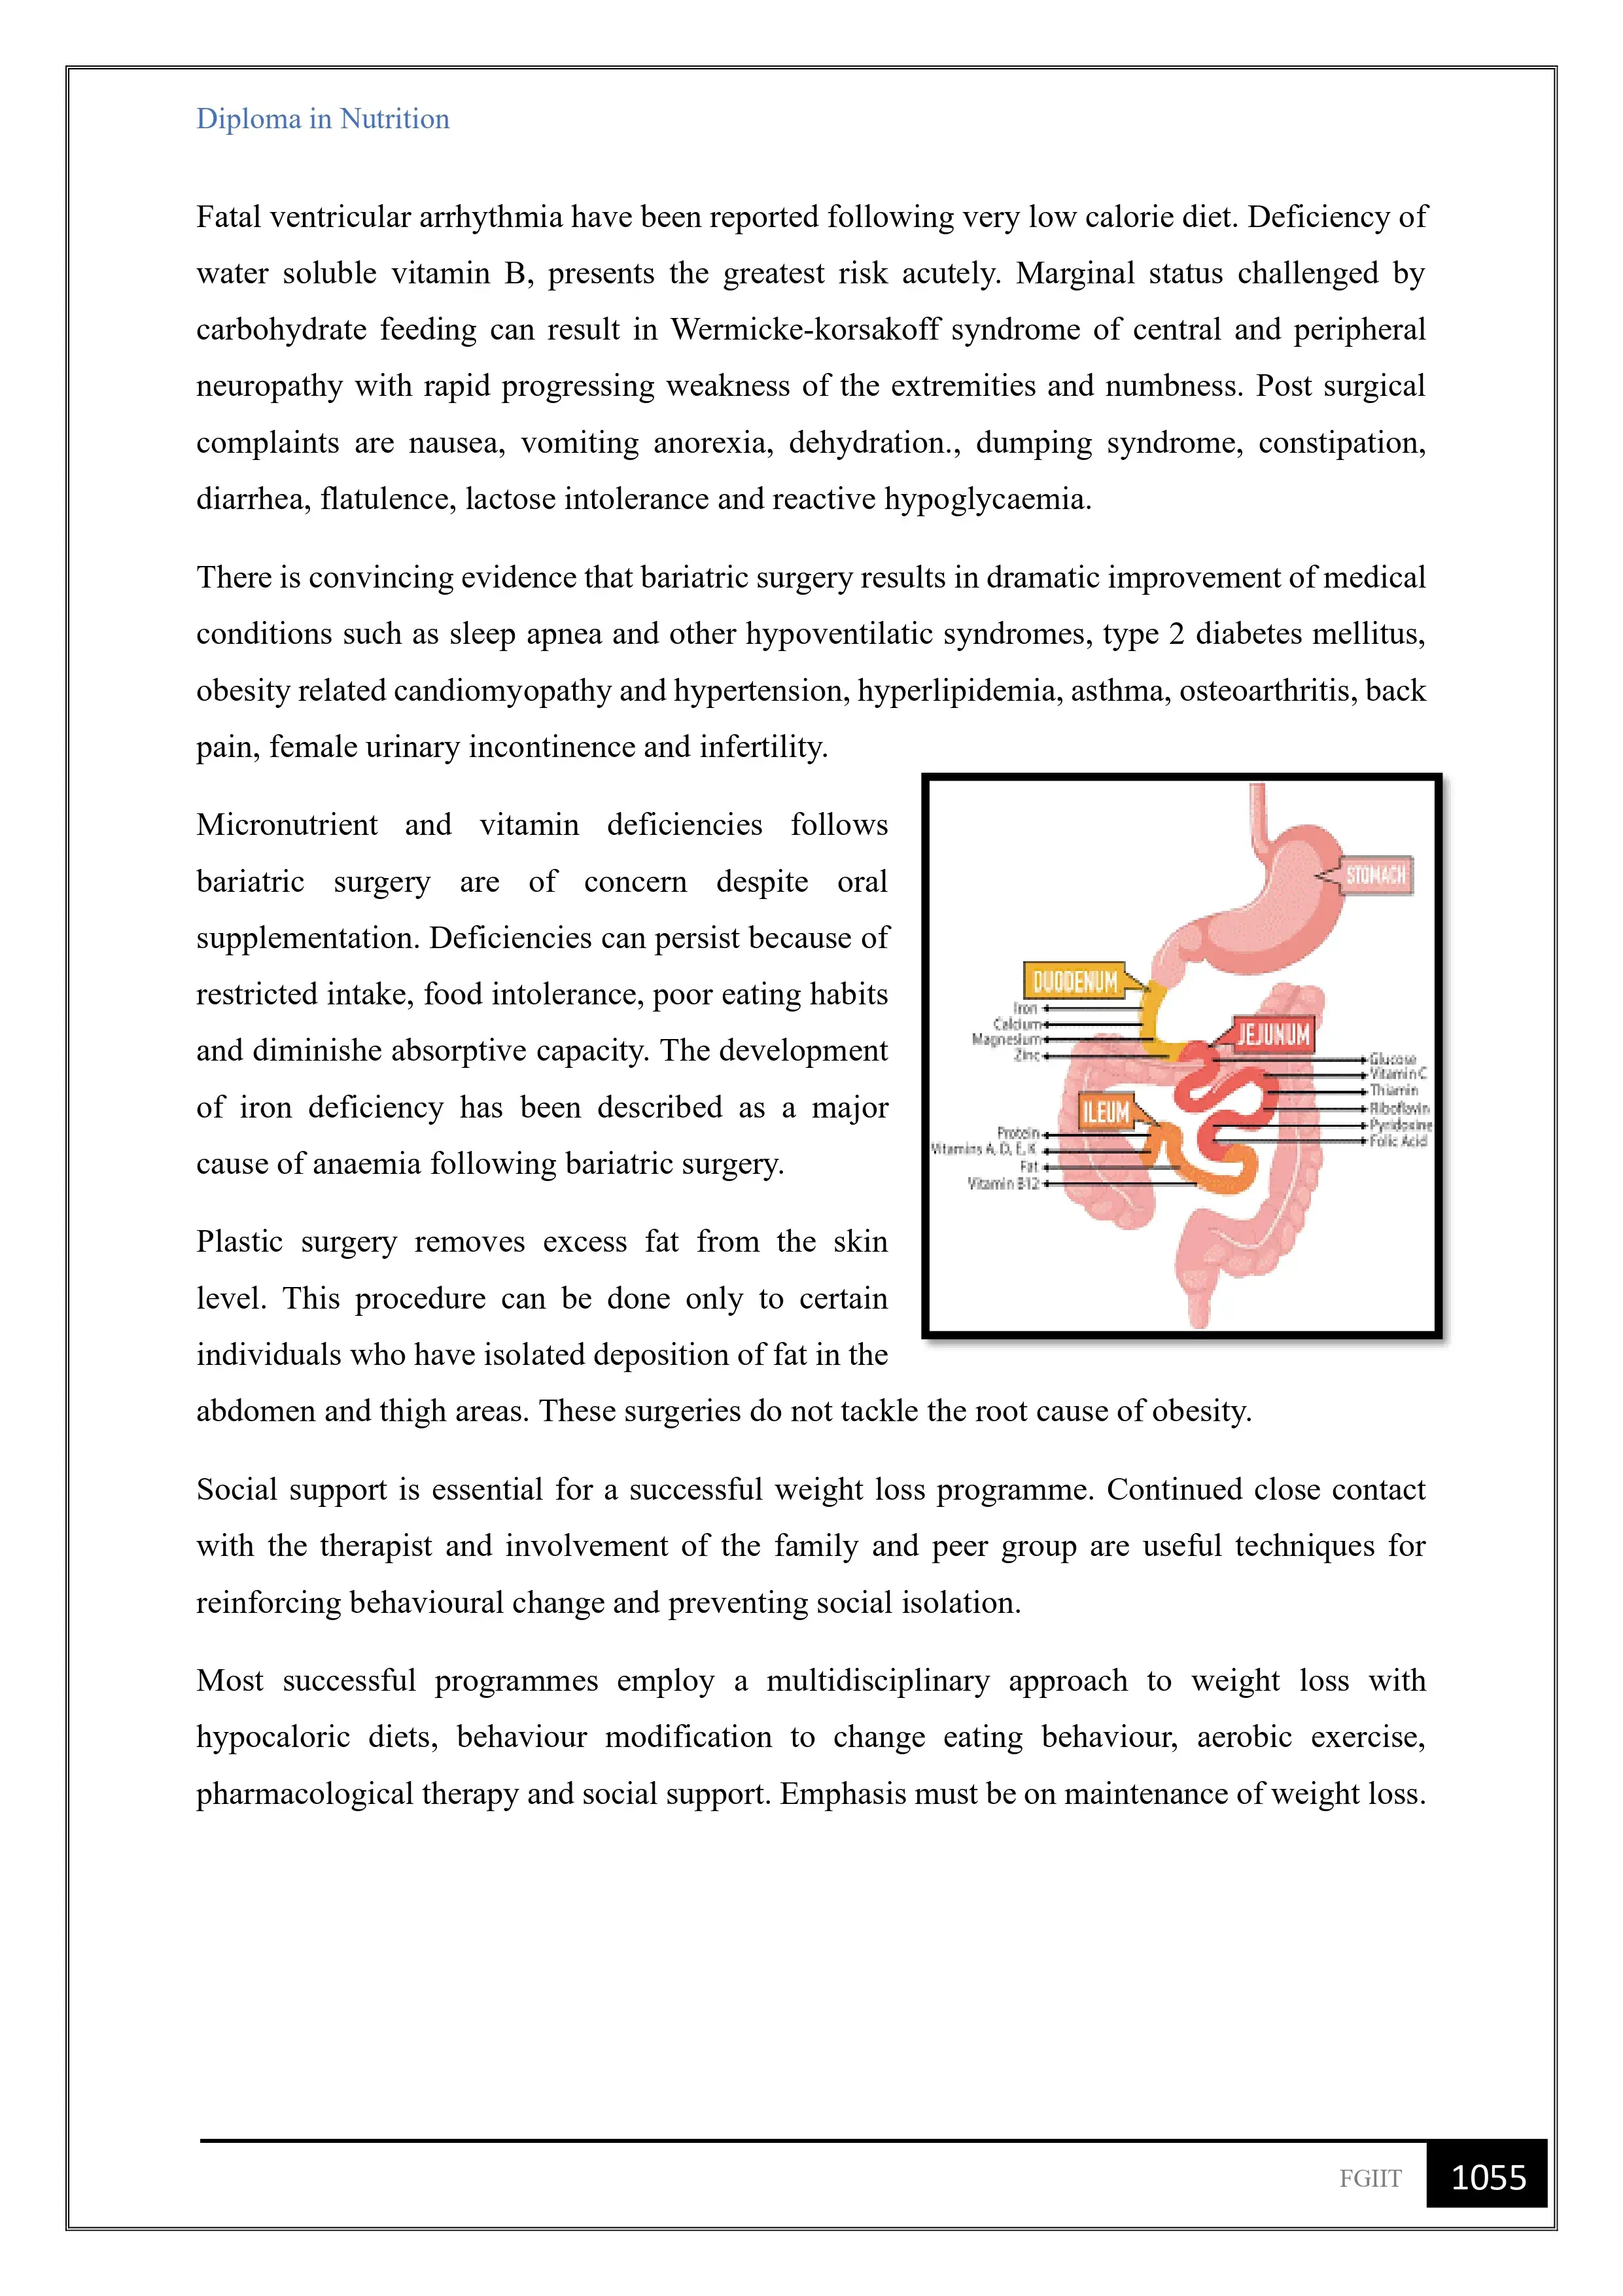 Diploma in Nutrition
Fatal ventricular arrhythmia have been reported following very low calorie diet. Deficiency of
water soluble vitamin B, presents the greatest risk acutely. Marginal status challenged by
carbohydrate feeding can result in Wermicke-korsakoff syndrome of central and peripheral
neuropathy with rapid progressing weakness of the extremities and numbness. Post surgical
complaints are nausea, vomiting anorexia, dehydration., dumping syndrome, constipation,
diarrhea, flatulence, lactose intolerance and reactive hypoglycaemia.
There is convincing evidence that bariatric surgery results in dramatic improvement of medical
conditions such as sleep apnea and other hypoventilatic syndromes, type 2 diabetes mellitus,
obesity related candiomyopathy and hypertension, hyperlipidemia, asthma, osteoarthritis, back
pain, female urinary incontinence and infertility.
Micronutrient and vitamin deficiencies follows
bariatric surgery are of concern despite oral
supplementation. Deficiencies can persist because of
restricted intake, food intolerance, poor eating habits
and diminishe absorptive capacity. The development
of iron deficiency has been described as a major
cause of anaemia following bariatric surgery.
Plastic surgery removes excess fat from the skin
level. This procedure can be done only to certain
individuals who have isolated deposition of fat in the
abdomen and thigh areas. These surgeries do not tackle the root cause of obesity.
STOMACH
DUODENUM
Iron
Calcium
Magnesium
Zinc
JEJUNUM
Glucose
Vitamin C
Thiamin
Riboflavin
Pyridoxine
Folic Acid
ILEUM
Protein
Vitamins A, D, E, K
Fat
Vitamin B12
Social support is essential for a successful weight loss programme. Continued close contact
with the therapist and involvement of the family and peer group are useful techniques for
reinforcing behavioural change and preventing social isolation.
Most successful programmes employ a multidisciplinary approach to weight loss with
hypocaloric diets, behaviour modification to change eating behaviour, aerobic exercise,
pharmacological therapy and social support. Emphasis must be on maintenance of weight loss.
FGIIT 1055